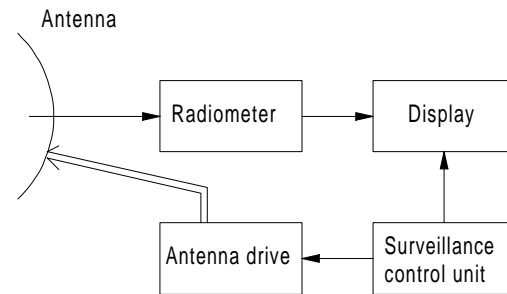 Antenna
Radiometer
Display
Antenna drive
Surveillance
control unit